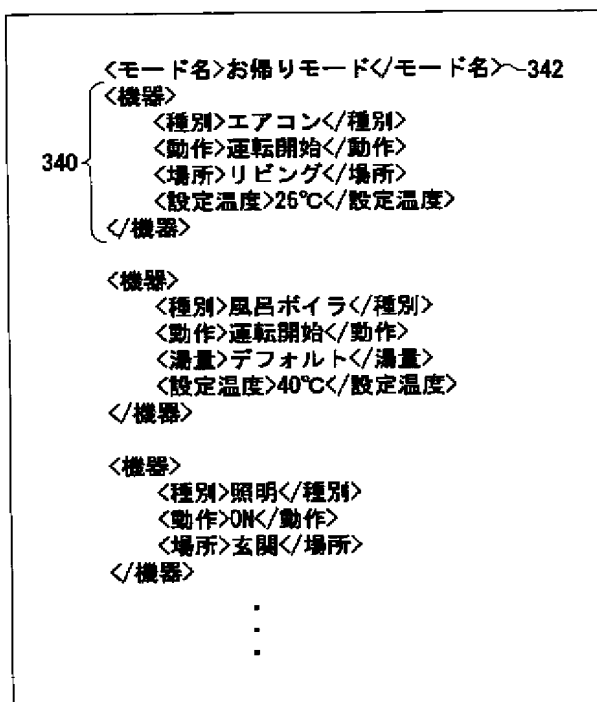 <モード名>お帰りモード</モード名>~342
<機器>
<種別>エアコン</種別>
<動作>運転開始</動作>
340
<場所>リビング</場所>
<設定温度>26℃</設定温度>
</機器>
<機器>
<種別>風呂ボイラ</種別>
<動作>運転開始</動作>
<湯量>デフォルト</湯量>
<設定温度>40℃</設定温度>
</機器>
<機器>
<種別>照明</種別>
<動作>ON</動作>
<場所>玄関</場所>
</機器>